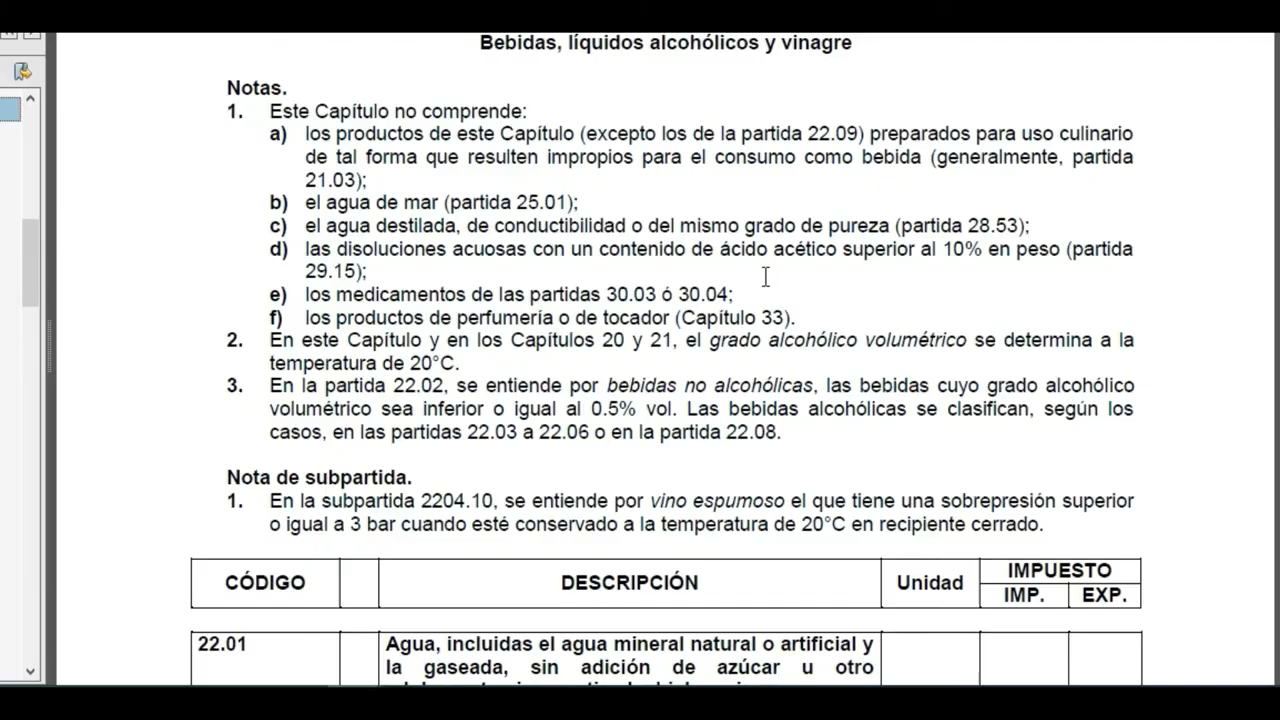 Bebidas, líquidos alcohólicos y vinagre
Notas.
1. Este Capítulo no comprende:
a) los productos de este Capítulo (excepto los de la partida 22.09) preparados para uso culinario
de tal forma que resulten impropios para el consumo como bebida (generalmente, partida
21.03);
b) el agua de mar (partida 25.01);
c) el agua destilada, de conductibilidad o del mismo grado de pureza (partida 28.53);
d) las disoluciones acuosas con un contenido de ácido acético superior al 10% en peso (partida
29.15);
e) los medicamentos de las partidas 30.03 ó 30.04;
f) los productos de perfumería o de tocador (Capítulo 33).
2. En este Capítulo y en los Capítulos 20 y 21, el grado alcohólico volumétrico se determina a la
temperatura de 20°C.
3. En la partida 22.02, se entiende por bebidas no alcohólicas, las bebidas cuyo grado alcohólico
volumétrico sea inferior o igual al 0.5% vol. Las bebidas alcohólicas se clasifican, según los
casos, en las partidas 22.03 a 22.06 o en la partida 22.08.
Nota de subpartida.
1. En la subpartida 2204.10, se entiende por vino espumoso el que tiene una sobrepresión superior
o igual a 3 bar cuando esté conservado a la temperatura de 20°C en recipiente cerrado.
CÓDIGO DESCRIPCIÓN Unidad IMPUESTO
IMP. EXP.
22.01 Agua, incluidas el agua mineral natural o artificial y
la gaseada, sin adición de azúcar u otro